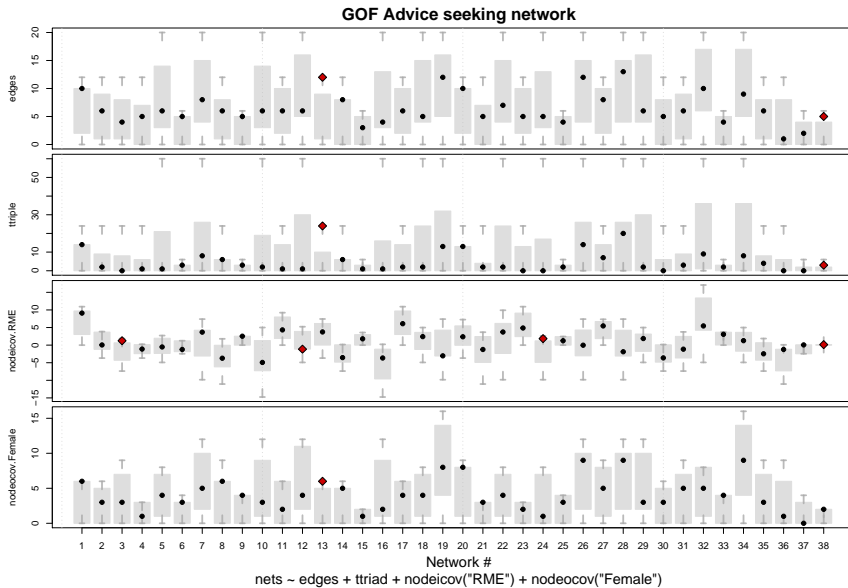 GOF Advice seeking network
20
15
10
5
0
edges
50
30
10
0
ttriple
10
5
0
−5
−15
nodeicov.RME
15
10
5
0
nodeocov.Female
1 2 3 4 5 6 7 8 9 10 11 12 13 14 15 16 17 18 19 20 21 22 23 24 25 26 27 28 29 30 31 32 33 34 35 36 37 38
Network #
nets ~ edges + ttriad + nodeicov("RME") + nodeocov("Female")